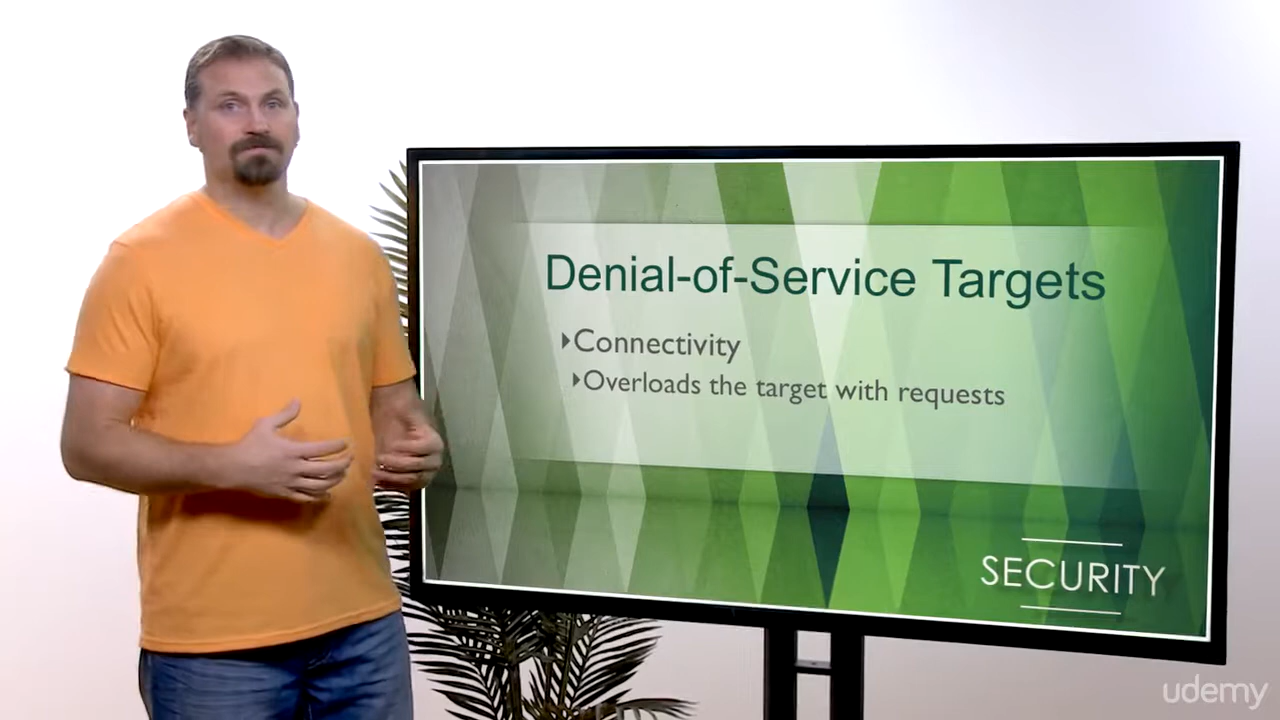 Denial-of-Service Targets
Connectivity
Overloads the target with requests
SECURITY
udemy